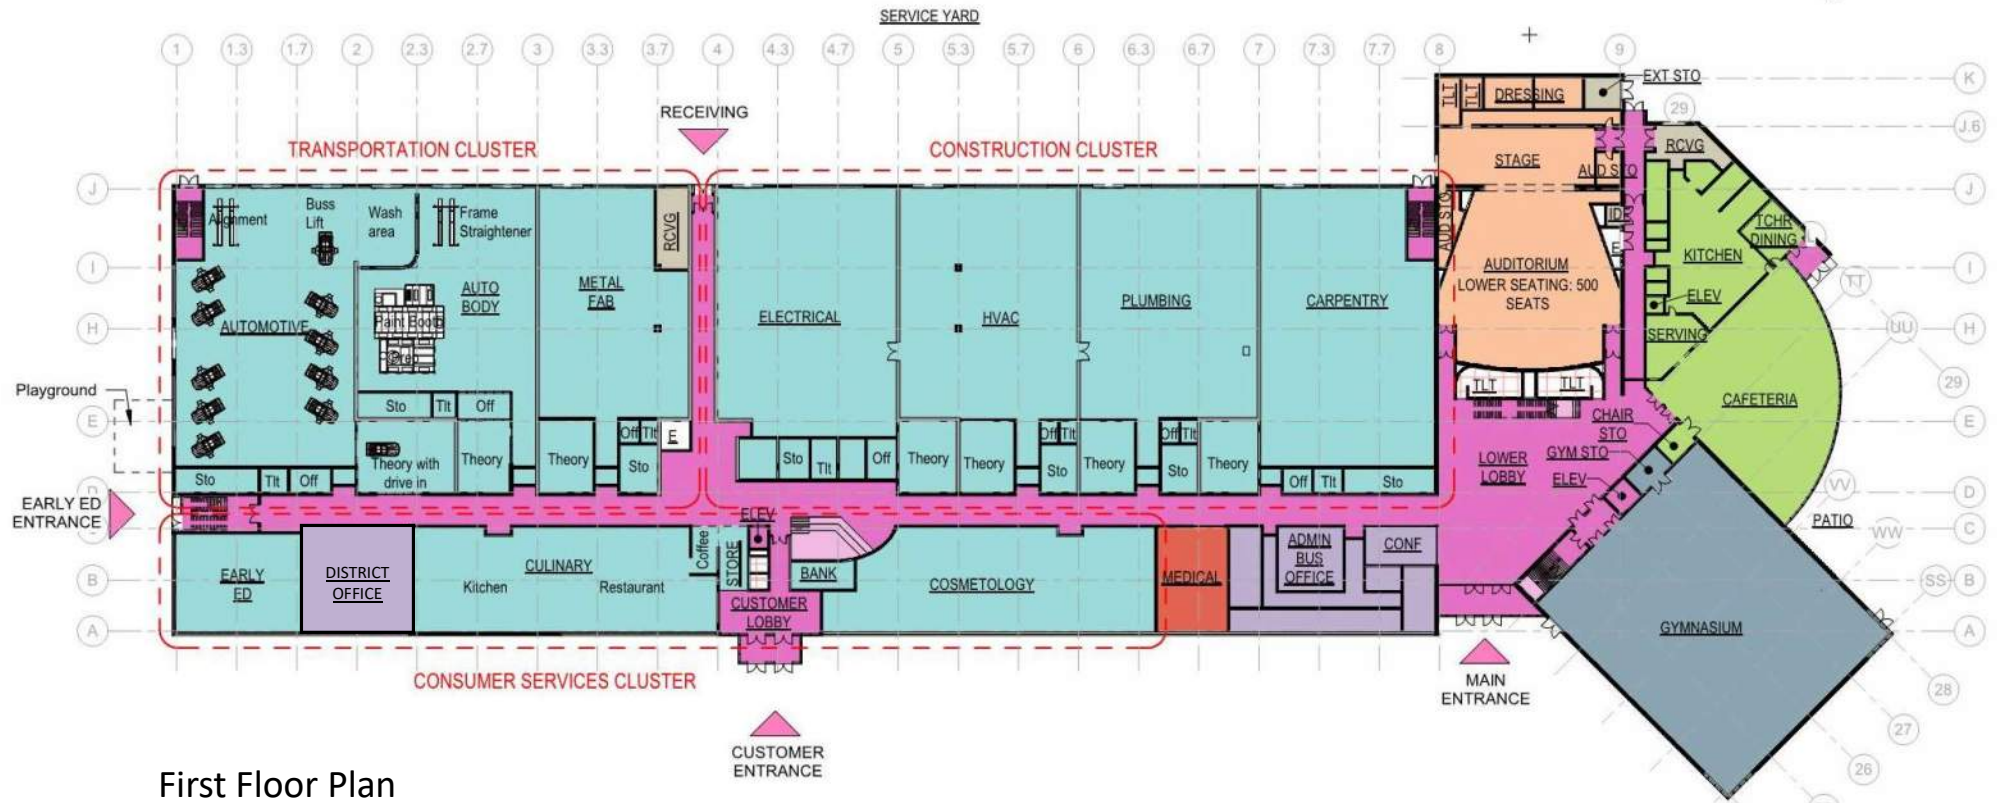 SERVICE YARD
1
1.3
1.7
2
2.3
2.7
3
3.3
3.7
4
4.3
4.7
5
5.3
5.7
6
6.3
6.7
7
7.3
7.7
8
9
K
EXT STO
29
J.6
RECEIVING
TRANSPORTATION CLUSTER
CONSTRUCTION CLUSTER
TLT
TLT
DRESSING
STAGE
AUD STO
RCVG
J
J
Alignment
Buss
Lift
Wash
area
Frame
Straightener
RCVG
AUD STO
E
TCHR
DINING
KITCHEN
L
I
I
AUTOMOTIVE
AUTO
BODY
Paint Booth
Prep
METAL
FAB
ELECTRICAL
HVAC
PLUMBING
CARPENTRY
AUDITORIUM
LOWER SEATING: 500
SEATS
ELEV
SERVING
TT
UU
H
H
Playground
Sto
Tlt
Off
TLT
TLT
CAFETERIA
29
E
E
Theory with
drive in
Theory
Theory
Off
Tlt
Sto
E
Sto
Tlt
Off
Theory
Theory
Off
Tlt
Sto
Theory
Off
Tlt
Sto
Theory
CHAIR
STO
GYM STO
ELEV
LOWER
LOBBY
Sto
Tlt
Off
Off
Tlt
Sto
VV
D
D
EARLY ED
ENTRANCE
ELEV
PATIO
WW
C
EARLY
ED
DISTRICT
OFFICE
CULINARY
Kitchen
Restaurant
Coffee
STORE
BANK
COSMETOLOGY
MEDICAL
ADMIN
BUS
OFFICE
CONF
SS
B
B
CUSTOMER
LOBBY
GYMNASIUM
A
A
CONSUMER SERVICES CLUSTER
MAIN
ENTRANCE
28
27
26
CUSTOMER
ENTRANCE
First Floor Plan